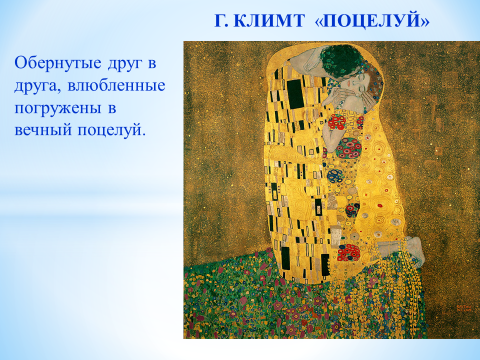 Г. КЛИМТ «ПОЦЕЛУЙ»
Обернутые друг в
друга, влюбленные
погружены в
вечный поцелуй.